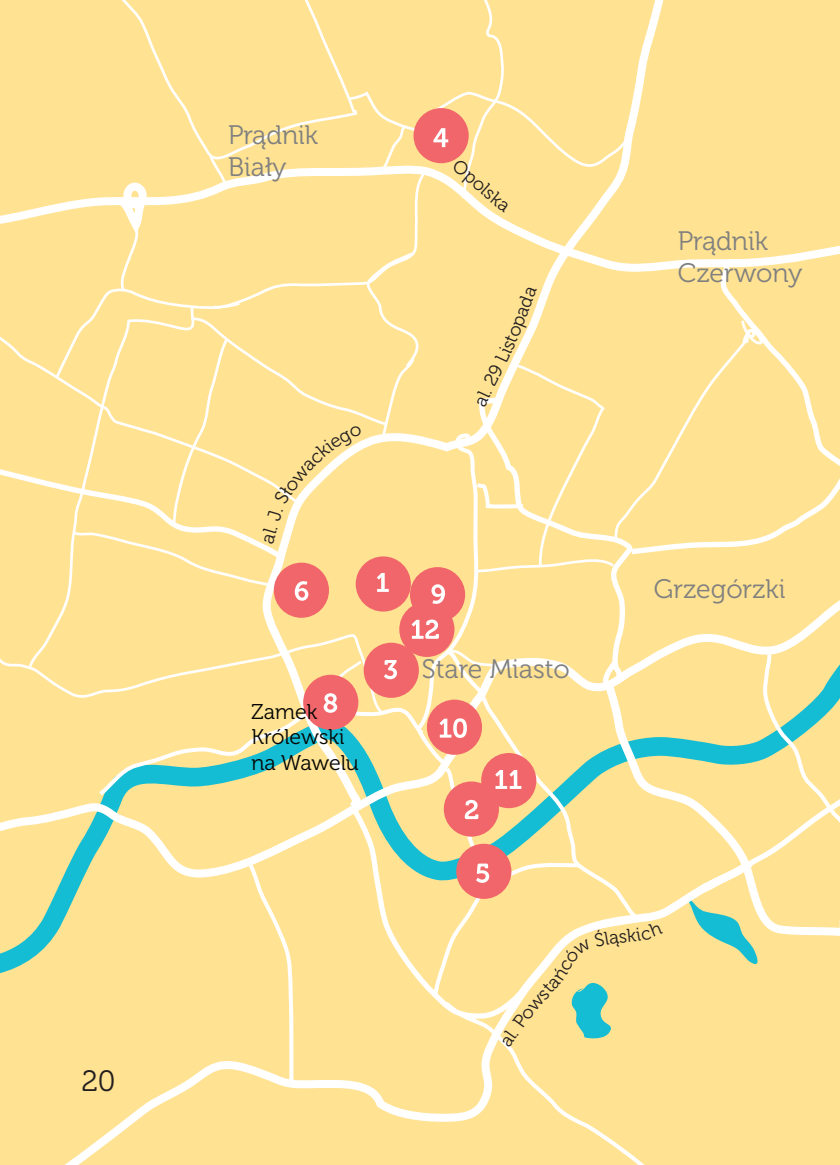 4
Prądnik
Biały
Opolska
Prądnik
Czerwony
al. 29 Listopada
al. J. Słowackiego
6
1
9
Grzegórzki
12
3
Stare Miasto
8
Zamek
Królewski
na Wawelu
10
11
2
5
al. Powstańców Śląskich
20